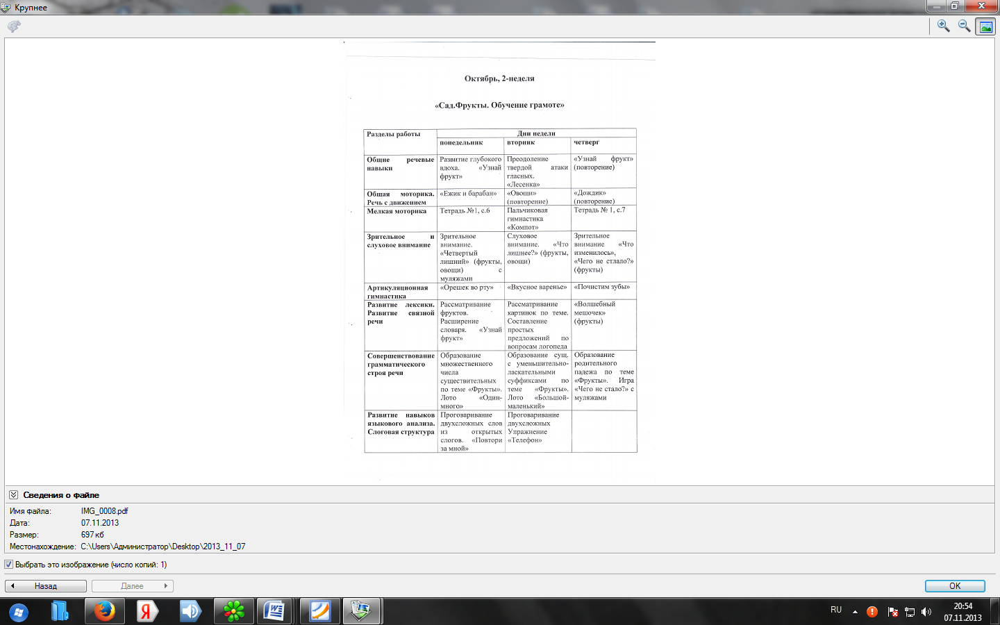 Крупнее
Октябрь, 2-неделя
«Сад.Фрукты. Обучение грамоте»
Разделы работы
Дни недели
понедельник
вторник
четверг
Общие речевые
навыки
Развитие глубокого
вдоха. «Узнай
фрукт»
Преодоление
твердой атаки
гласных.
«Лесенка»
«Узнай фрукт»
(повторение)
Общая моторика.
Речь с движением
«Ежик и барабан»
«Овощи»
(повторение)
«Дождик»
(повторение)
Мелкая моторика
Тетрадь №1, с.6
Пальчиковая
гимнастика
«Компот»
Тетрадь № 1, с.7
Зрительное и
слуховое внимание
Зрительное
внимание.
«Четвертый
лишний» (фрукты,
овощи) с
муляжами
Слуховое
внимание. «Что
лишнее?» (фрукты,
овощи)
Зрительное
внимание «Что
изменилось»,
«Чего не стлало?»
(фрукты)
Артикуляционная
гимнастика
«Орешек во рту»
«Вкусное варенье»
«Почистим зубы»
Развитие лексики.
Развитие связной
речи
Рассматривание
фруктов.
Расширение
словаря. «Узнай
фрукт»
Рассматривание
картинок по теме.
Составление
простых
предложений по
вопросам логопеда
«Волшебный
мешочек»
(фрукты)
Совершенствование
грамматического
строя речи
Образование
множественного
числа
существительных
по теме «Фрукты».
Лото «Один-
много»
Образование сущ.
с уменьшительно-
ласкательными
суффиксами по
теме «Фрукты».
Лото «Большой-
маленький»
Образование
родительного
падежа по теме
«Фрукты». Игра
«Чего не стало?» с
муляжами
Развитие навыков
языкового анализа.
Слоговая структура
Проговаривание
двухсложных слов
из открытых
слогов. «Повтори
за мной»
Проговаривание
двухсложных
Упражнение
«Телефон»
Сведения о файле
Имя файла: IMG_0008.pdf
Дата: 07.11.2013
Размер: 697 кб
Местонахождение: C:\Users\Администратор\Desktop\2013_11_07
Выбрать это изображение (число копий: 1)
Назад
Далее
OK
Я
W
RU
20:54
07.11.2013